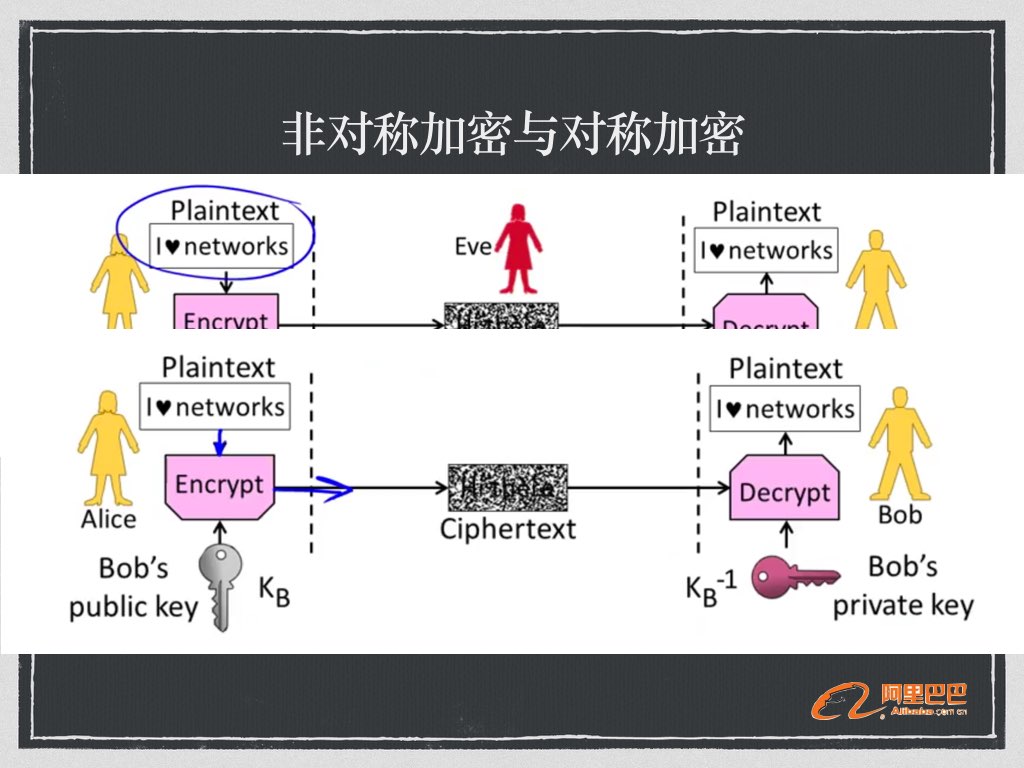 非对称加密与对称加密
Plaintext
I♥networks
Eve
Plaintext
I♥networks
Encrypt
Decrypt
Plaintext
I♥networks
Plaintext
I♥networks
Encrypt
Decrypt
Alice
Ciphertext
Bob
Bob's
public key
KB
KB-1
Bob's
private key
阿里巴巴
Alibaba.com.cn